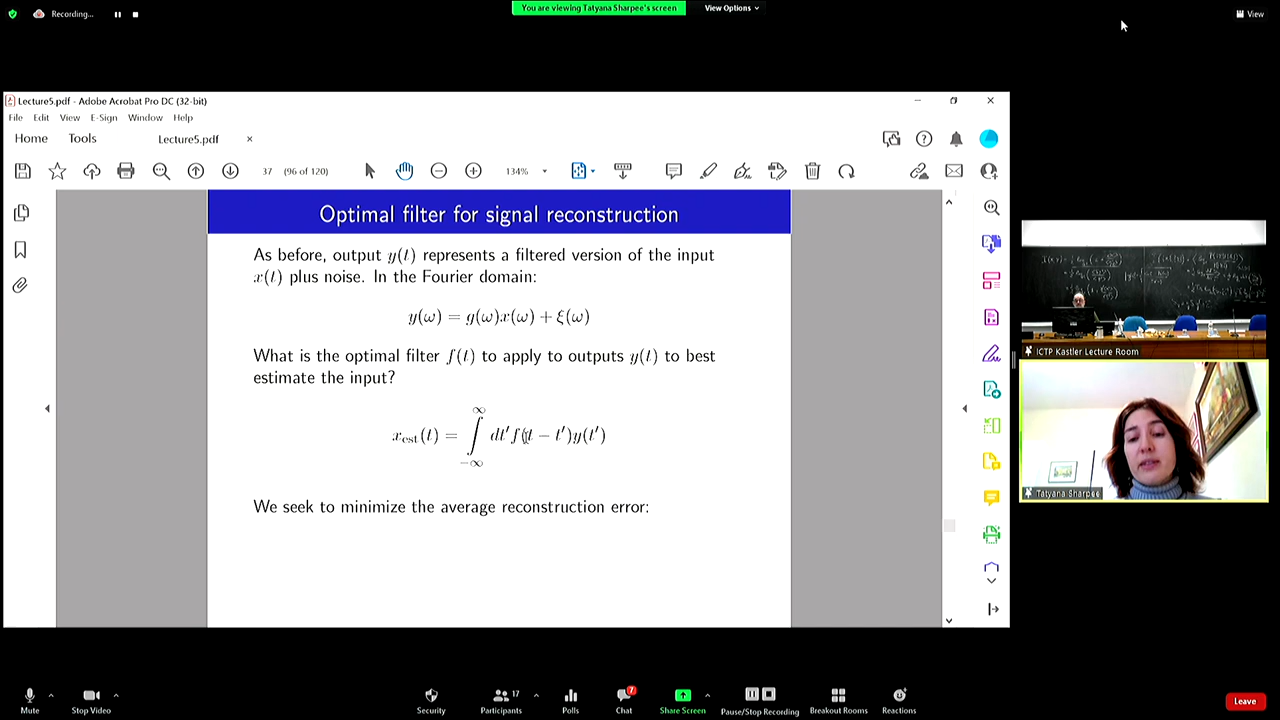 Recording...
You are viewing Tatyana Sharpee's screen
View Options
View
Lecture5.pdf - Adobe Acrobat Pro DC (32-bit)
File Edit View E-Sign Window Help
Home Tools Lecture5.pdf ×
37 (96 of 120) 134%
Optimal filter for signal reconstruction
As before, output y(t) represents a filtered version of the input
x(t) plus noise. In the Fourier domain:
y(ω) = g(ω)x(ω) + ξ(ω)
What is the optimal filter f(t) to apply to outputs y(t) to best
estimate the input?
x_est(t) = ∫_{-∞}^{∞} dt′f(t − t′)y(t′)
We seek to minimize the average reconstruction error:
ICTP Kastler Lecture Room
Tatyana Sharpee
Mute
Stop Video
Security
Participants 17
Polls
Chat 7
Share Screen
Pause/Stop Recording
Breakout Rooms
Reactions
Leave